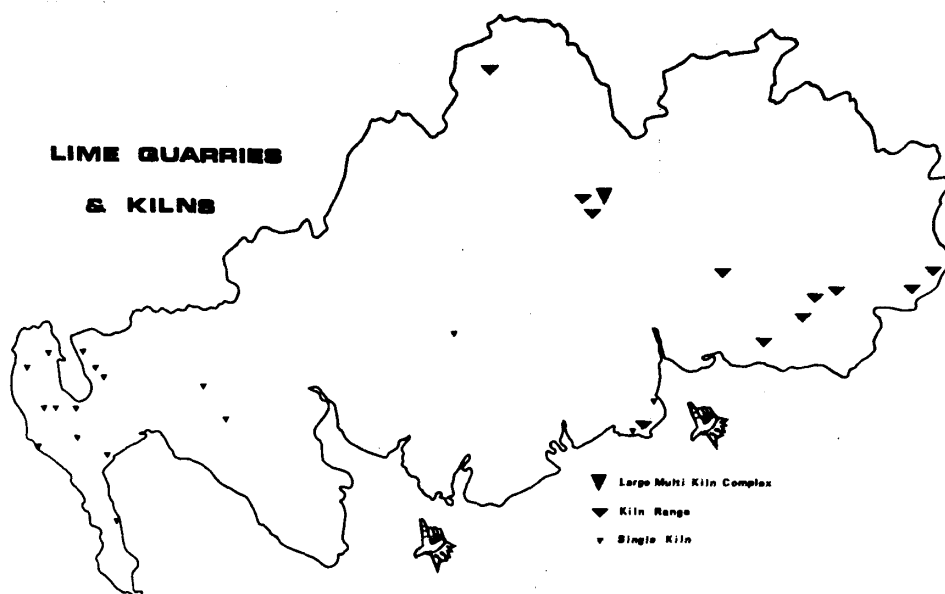 LIME QUARRIES
& KILNS
Large Multi Kiln Complex
Kiln Range
Single Kiln